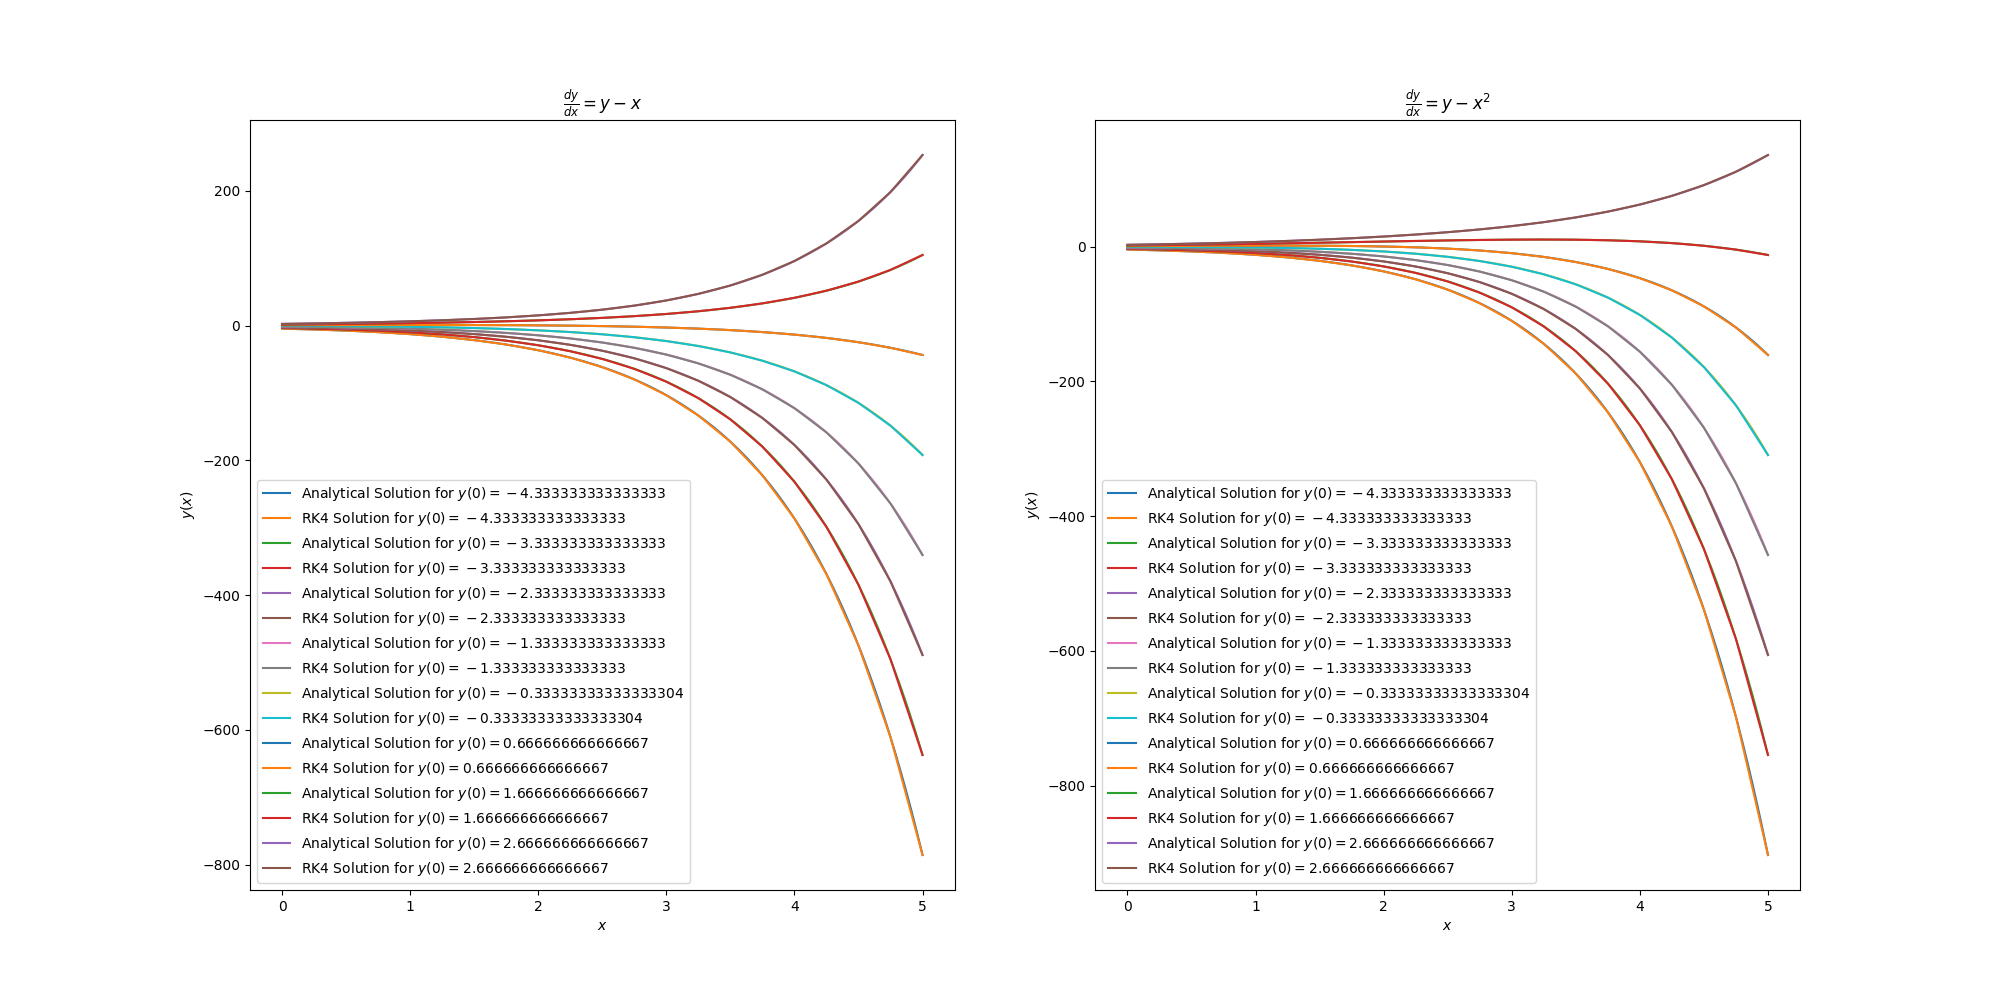 dy/dx = y − x
y(x)
200
0
−200
−400
−600
−800
Analytical Solution for y(0) = −4.333333333333333
RK4 Solution for y(0) = −4.333333333333333
Analytical Solution for y(0) = −3.333333333333333
RK4 Solution for y(0) = −3.333333333333333
Analytical Solution for y(0) = −2.333333333333333
RK4 Solution for y(0) = −2.333333333333333
Analytical Solution for y(0) = −1.333333333333333
RK4 Solution for y(0) = −1.333333333333333
Analytical Solution for y(0) = −0.33333333333333304
RK4 Solution for y(0) = −0.33333333333333304
Analytical Solution for y(0) = 0.666666666666667
RK4 Solution for y(0) = 0.666666666666667
Analytical Solution for y(0) = 1.666666666666667
RK4 Solution for y(0) = 1.666666666666667
Analytical Solution for y(0) = 2.666666666666667
RK4 Solution for y(0) = 2.666666666666667
0 1 2 3 4 5
x
dy/dx = y − x²
y(x)
0
−200
−400
−600
−800
Analytical Solution for y(0) = −4.333333333333333
RK4 Solution for y(0) = −4.333333333333333
Analytical Solution for y(0) = −3.333333333333333
RK4 Solution for y(0) = −3.333333333333333
Analytical Solution for y(0) = −2.333333333333333
RK4 Solution for y(0) = −2.333333333333333
Analytical Solution for y(0) = −1.333333333333333
RK4 Solution for y(0) = −1.333333333333333
Analytical Solution for y(0) = −0.33333333333333304
RK4 Solution for y(0) = −0.33333333333333304
Analytical Solution for y(0) = 0.666666666666667
RK4 Solution for y(0) = 0.666666666666667
Analytical Solution for y(0) = 1.666666666666667
RK4 Solution for y(0) = 1.666666666666667
Analytical Solution for y(0) = 2.666666666666667
RK4 Solution for y(0) = 2.666666666666667
0 1 2 3 4 5
x